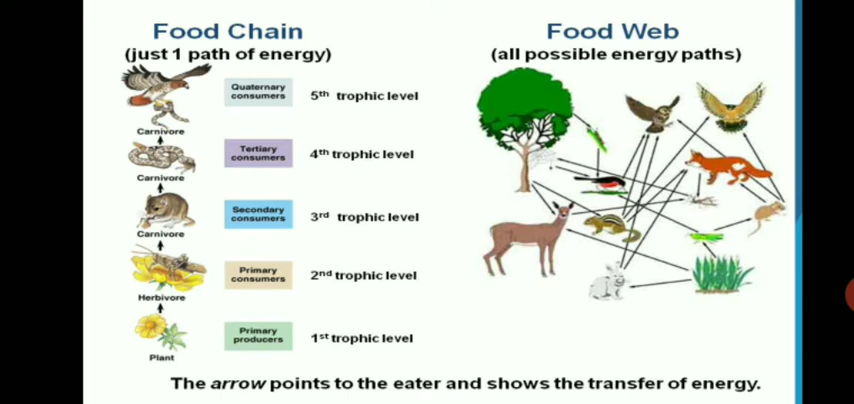 Food Chain
(just 1 path of energy)
Quaternary
consumers
5th trophic level
Carnivore
Tertiary
consumers
4th trophic level
Carnivore
Secondary
consumers
3rd trophic level
Carnivore
Primary
consumers
2nd trophic level
Herbivore
Primary
producers
1st trophic level
Plant
Food Web
(all possible energy paths)
The arrow points to the eater and shows the transfer of energy.